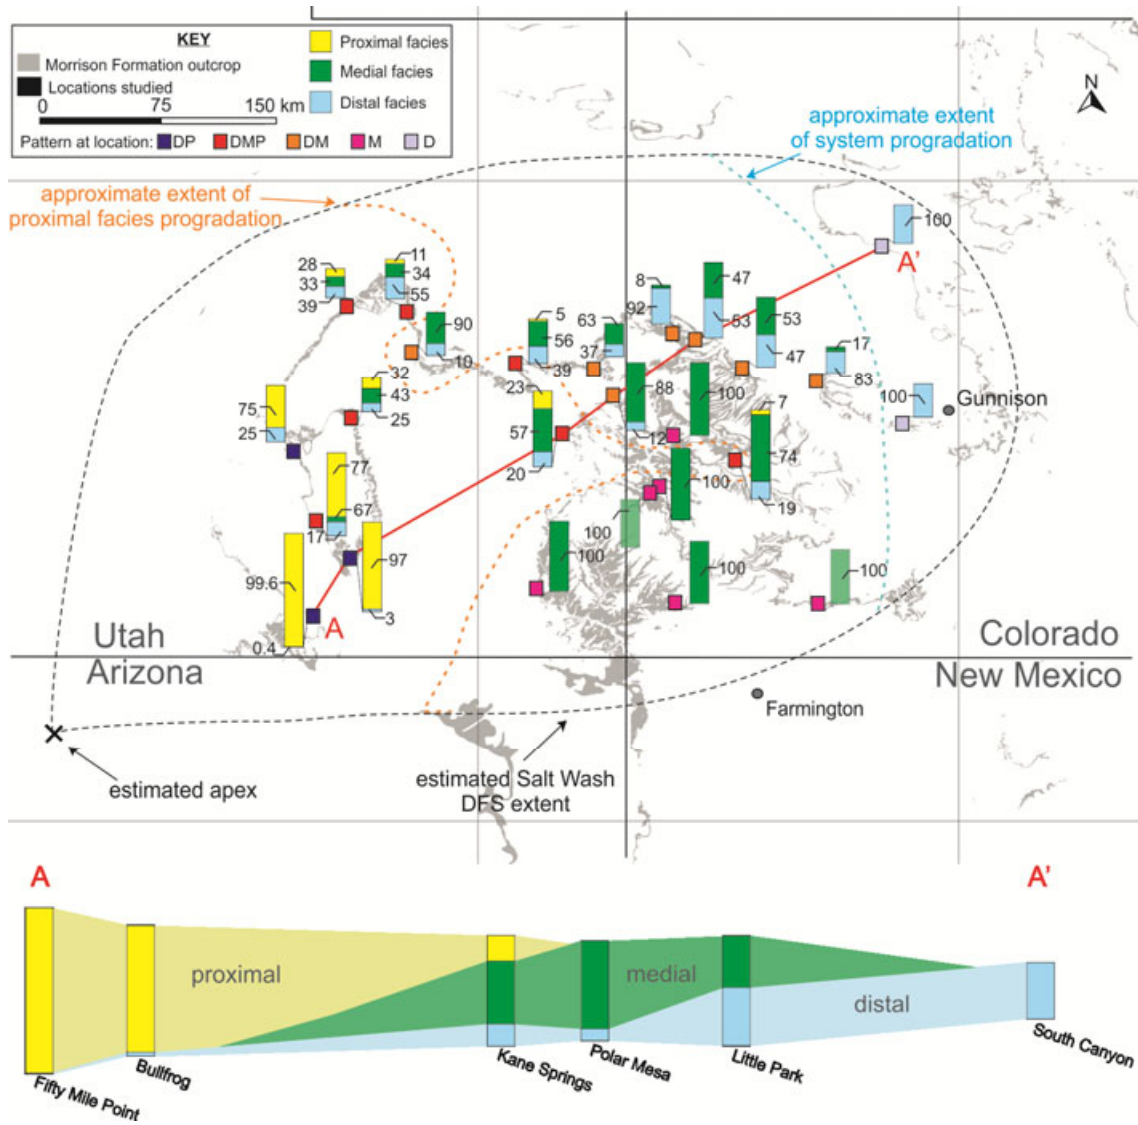 KEY
Morrison Formation outcrop
Locations studied
0 75 150 km
Proximal facies
Medial facies
Distal facies
Pattern at location: DP DMP DM M D
N
approximate extent
of system progradation
approximate extent of
proximal facies progradation
100
A'
28
33
39
11
34
55
90
10
5
56
39
63
37
8
92
47
53
53
47
17
83
100
Gunnison
32
43
25
75
25
23
57
20
88
12
100
7
74
19
77
67
17
100
100
100
100
100
99.6
0.4
97
3
A
Utah
Arizona
Colorado
New Mexico
Farmington
estimated apex
estimated Salt Wash
DFS extent
A
A'
proximal
medial
distal
Fifty Mile Point
Bullfrog
Kane Springs
Polar Mesa
Little Park
South Canyon